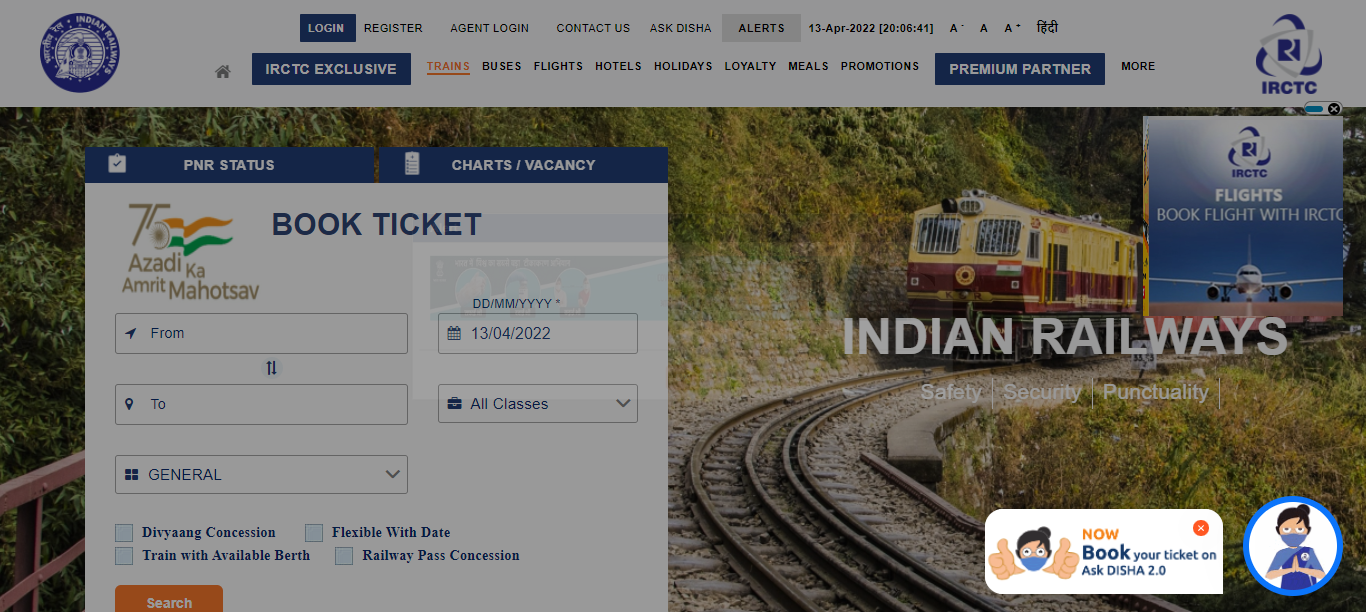 LOGIN REGISTER AGENT LOGIN CONTACT US ASK DISHA ALERTS 13-Apr-2022 [20:06:41] A- A A+ हिंदी
IRCTC EXCLUSIVE TRAINS BUSES FLIGHTS HOTELS HOLIDAYS LOYALTY MEALS PROMOTIONS PREMIUM PARTNER MORE
भारतीय रेल INDIAN RAILWAYS
IRCTC
PNR STATUS CHARTS / VACANCY
75
Azadi Ka
Amrit Mahotsav
BOOK TICKET
DD/MM/YYYY *
From 13/04/2022
To All Classes
GENERAL
Divyaang Concession Flexible With Date
Train with Available Berth Railway Pass Concession
Search
IRCTC
FLIGHTS
BOOK FLIGHT WITH IRCTC
INDIAN RAILWAYS
Safety | Security | Punctuality |
NOW
Book your ticket on
Ask DISHA 2.0